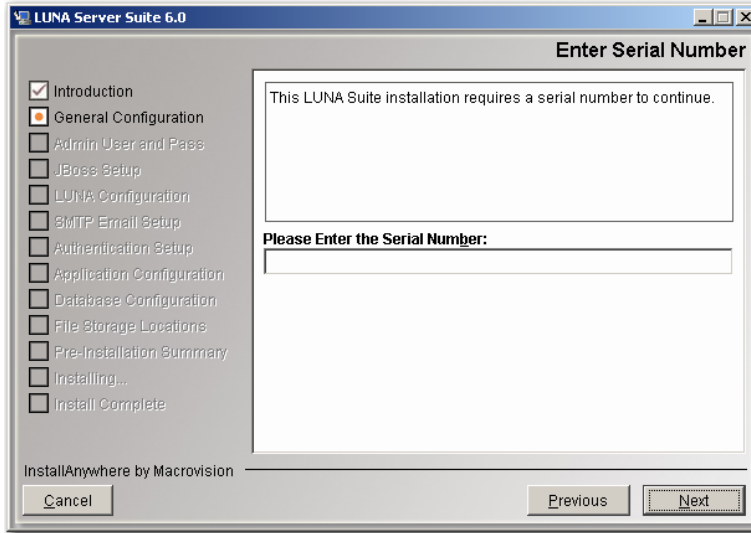 LUNA Server Suite 6.0
Enter Serial Number
Introduction
General Configuration
Admin User and Pass
JBoss Setup
LUNA Configuration
SMTP Email Setup
Authentication Setup
Application Configuration
Database Configuration
File Storage Locations
Pre-Installation Summary
Installing...
Install Complete
This LUNA Suite installation requires a serial number to continue.
Please Enter the Serial Number:
InstallAnywhere by Macrovision
Cancel
Previous
Next